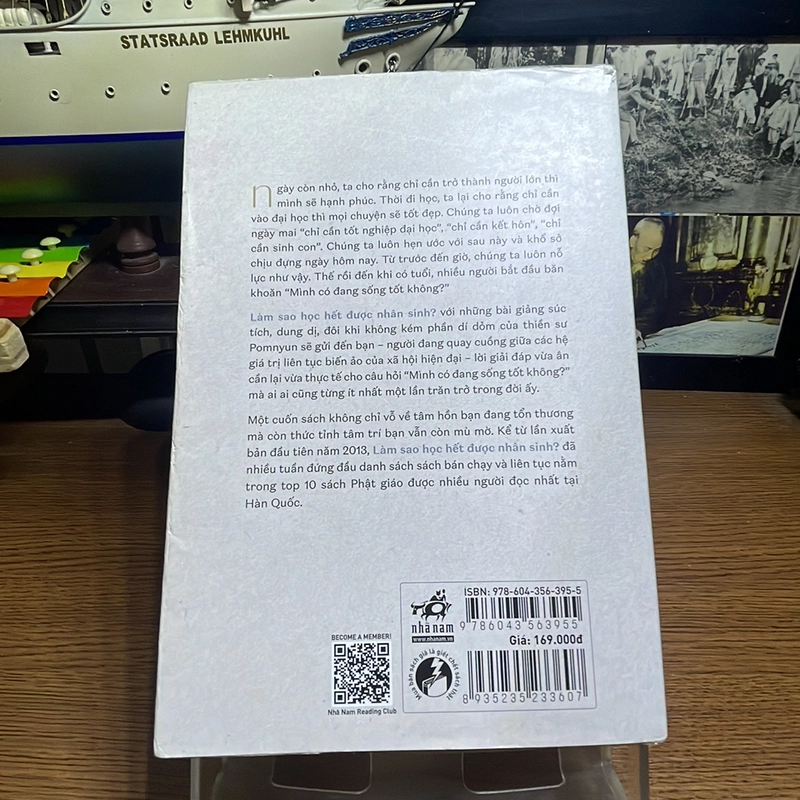 STATSRAAD LEHMKUHL
Ngày còn nhỏ, ta cho rằng chỉ cần trở thành người lớn thì
mình sẽ hạnh phúc. Thời đi học, ta lại cho rằng chỉ cần
vào đại học thì mọi chuyện sẽ tốt đẹp. Chúng ta luôn chờ đợi
ngày mai “chỉ cần tốt nghiệp đại học”, “chỉ cần kết hôn”, “chỉ
cần sinh con”. Chúng ta luôn hẹn ước với sau này và khổ sở
chịu đựng ngày hôm nay. Từ trước đến giờ, chúng ta luôn nỗ
lực như vậy. Thế rồi đến khi có tuổi, nhiều người bắt đầu băn
khoăn “Mình có đang sống tốt không?”
Làm sao học hết được nhân sinh? với những bài giảng súc
tích, dung dị, đôi khi không kém phần dí dỏm của thiền sư
Pomnyun sẽ gửi đến bạn – người đang quay cuồng giữa các hệ
giá trị liên tục biến ảo của xã hội hiện đại – lời giải đáp vừa ân
cần lại vừa thực tế cho câu hỏi “Mình có đang sống tốt không?”
mà ai ai cũng từng ít nhất một lần trăn trở trong đời ấy.
Một cuốn sách không chỉ vỗ về tâm hồn bạn đang tổn thương
mà còn thức tỉnh tâm trí bạn vẫn còn mù mờ. Kể từ lần xuất
bản đầu tiên năm 2013, Làm sao học hết được nhân sinh? đã
nhiều tuần đứng đầu danh sách sách bán chạy và liên tục nằm
trong top 10 sách Phật giáo được nhiều người đọc nhất tại
Hàn Quốc.
BECOME A MEMBER!
Nhã Nam Reading Club
nhã nam
www.nhanam.vn
Mua bán sách giả là giết chết sách thật
ISBN: 978-604-356-395-5
9 786043 563955
Giá: 169.000đ
8 935235 233607